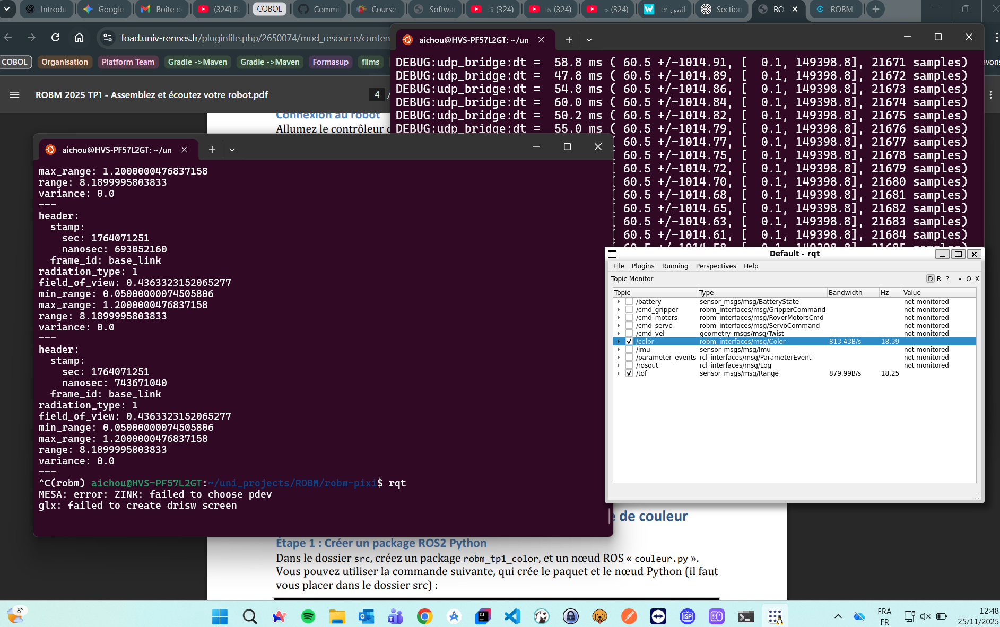 Introdu
Google
Boîte d
(324) R
COBOL
Commi
Course
Softwar
(324)
(324)
(324)
انمي er
Section
RO
ROBM
foad.univ-rennes.fr/pluginfile.php/2650074/mod_resource/conten
COBOL
Organisation
Platform Team
Gradle ->Maven
Gradle ->Maven
Formasup
films
avoris
ROBM 2025 TP1 - Assemblez et écoutez votre robot.pdf
4 /
Connexion au robot
Allumez le contrôleur d
aichou@HVS-PF57L2GT: ~/un
DEBUG:udp_bridge:dt =  58.8 ms ( 60.5 +/-1014.91, [  0.1, 149398.8], 21671 samples)
DEBUG:udp_bridge:dt =  47.8 ms ( 60.5 +/-1014.89, [  0.1, 149398.8], 21672 samples)
DEBUG:udp_bridge:dt =  54.8 ms ( 60.5 +/-1014.86, [  0.1, 149398.8], 21673 samples)
DEBUG:udp_bridge:dt =  60.0 ms ( 60.5 +/-1014.84, [  0.1, 149398.8], 21674 samples)
DEBUG:udp_bridge:dt =  50.2 ms ( 60.5 +/-1014.82, [  0.1, 149398.8], 21675 samples)
DEBUG:udp_bridge:dt =  55.0 ms ( 60.5 +/-1014.79, [  0.1, 149398.8], 21676 samples)
( 60.5 +/-1014.77, [  0.1, 149398.8], 21677 samples)
( 60.5 +/-1014.75, [  0.1, 149398.8], 21678 samples)
( 60.5 +/-1014.72, [  0.1, 149398.8], 21679 samples)
( 60.5 +/-1014.70, [  0.1, 149398.8], 21680 samples)
( 60.5 +/-1014.68, [  0.1, 149398.8], 21681 samples)
( 60.5 +/-1014.65, [  0.1, 149398.8], 21682 samples)
( 60.5 +/-1014.63, [  0.1, 149398.8], 21683 samples)
( 60.5 +/-1014.61, [  0.1, 149398.8], 21684 samples)
60.5 +/-1014.58, [  0.1, 149398.8], 21685 samples)
aichou@HVS-PF57L2GT: ~/un
max_range: 1.2000000476837158
range: 8.1899995803833
variance: 0.0
---
header:
  stamp:
    sec: 1764071251
    nanosec: 693052160
  frame_id: base_link
radiation_type: 1
field_of_view: 0.4363323152065277
min_range: 0.05000000074505806
max_range: 1.2000000476837158
range: 8.1899995803833
variance: 0.0
---
header:
  stamp:
    sec: 1764071251
    nanosec: 743671040
  frame_id: base_link
radiation_type: 1
field_of_view: 0.4363323152065277
min_range: 0.05000000074505806
max_range: 1.2000000476837158
range: 8.1899995803833
variance: 0.0
---
^C(robm) aichou@HVS-PF57L2GT:~/uni_projects/ROBM/robm-pixi$ rqt
MESA: error: ZINK: failed to choose pdev
glx: failed to create drisw screen
Default - rqt
File Plugins Running Perspectives Help
Topic Monitor
D R ? - O X
Topic Type Bandwidth Hz Value
/battery sensor_msgs/msg/BatteryState not monitored
/cmd_gripper robm_interfaces/msg/GripperCommand not monitored
/cmd_motors robm_interfaces/msg/RoverMotorsCmd not monitored
/cmd_servo robm_interfaces/msg/ServoCommand not monitored
/cmd_vel geometry_msgs/msg/Twist not monitored
/color robm_interfaces/msg/Color 813.43B/s 18.39
/imu sensor_msgs/msg/Imu not monitored
/parameter_events rcl_interfaces/msg/ParameterEvent not monitored
/rosout rcl_interfaces/msg/Log not monitored
/tof sensor_msgs/msg/Range 879.99B/s 18.25
e de couleur
Étape 1 : Créer un package ROS2 Python
Dans le dossier src, créez un package robm_tp1_color, et un nœud ROS « couleur.py ».
Vous pouvez utiliser la commande suivante, qui crée le paquet et le nœud Python (il faut
vous placer dans le dossier src) :
8°
FRA
FR
12:48
25/11/2025